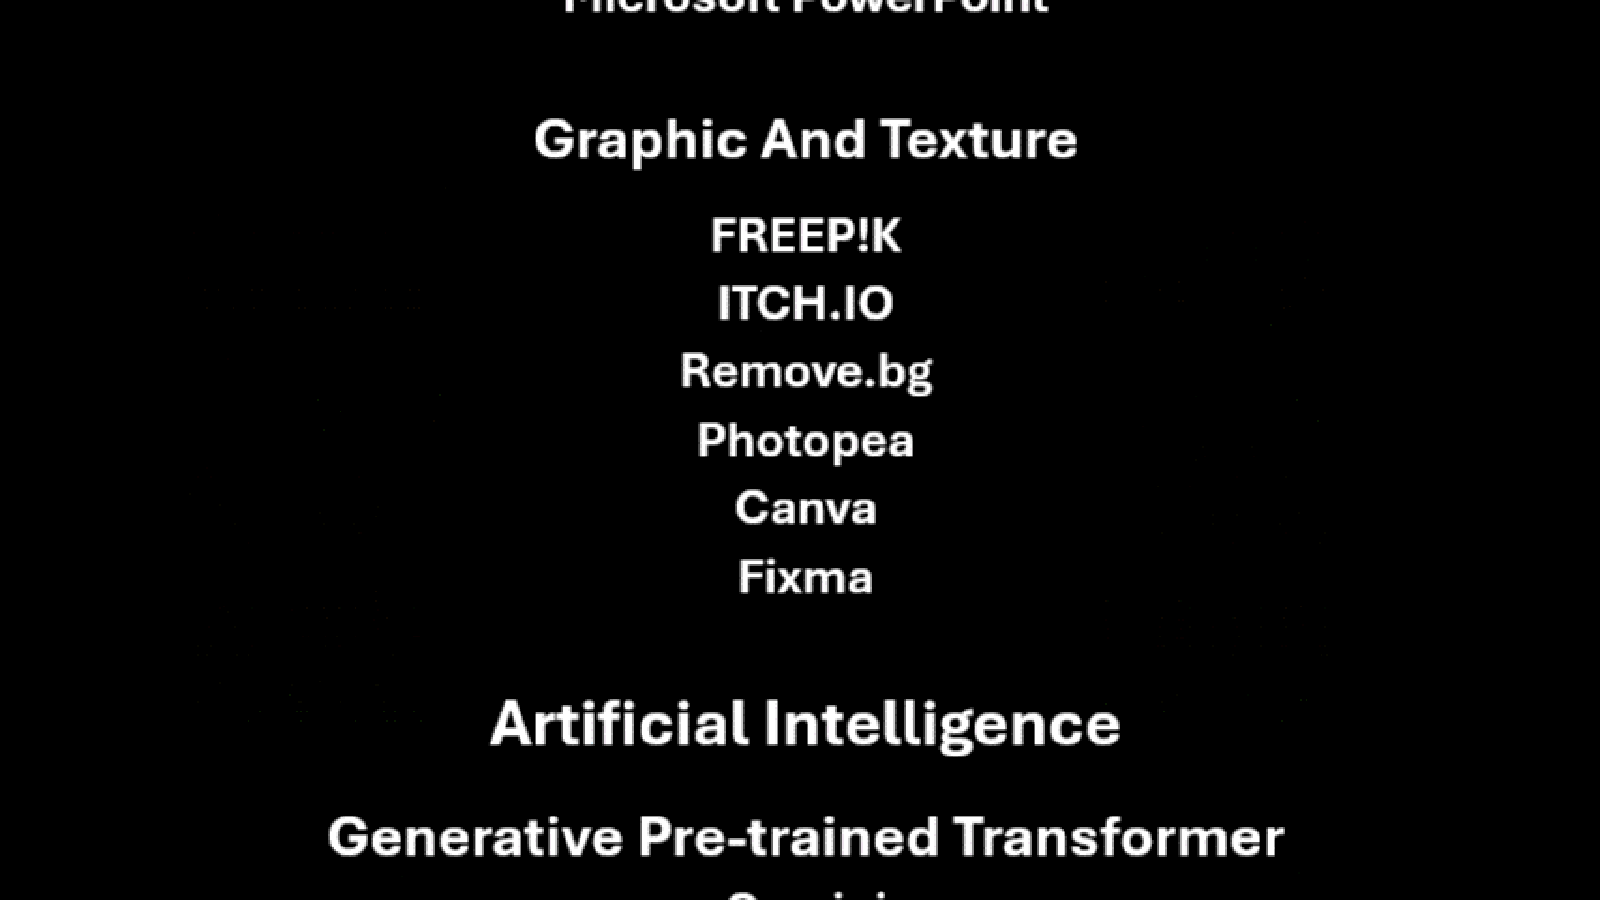 Microsoft PowerPoint
Graphic And Texture
FREEP!K
ITCH.IO
Remove.bg
Photopea
Canva
Fixma
Artificial Intelligence
Generative Pre-trained Transformer